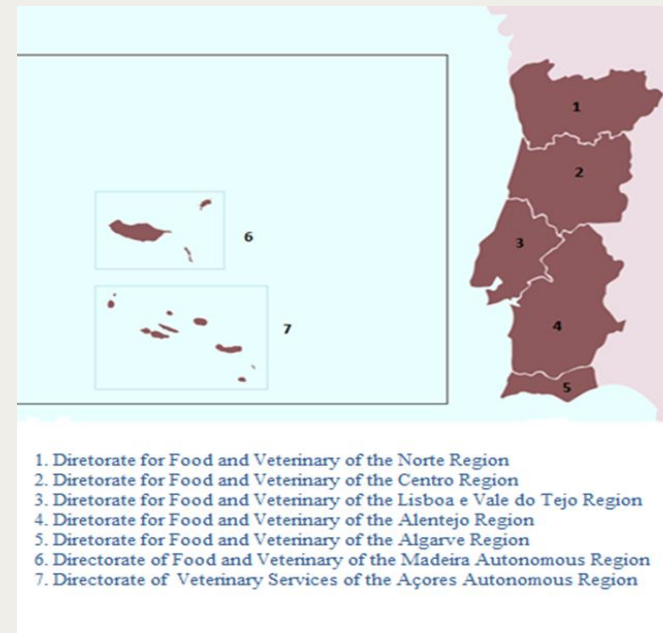 1
2
3
6
7
4
5
1. Diretorate for Food and Veterinary of the Norte Region
2. Diretorate for Food and Veterinary of the Centro Region
3. Diretorate for Food and Veterinary of the Lisboa e Vale do Tejo Region
4. Diretorate for Food and Veterinary of the Alentejo Region
5. Diretorate for Food and Veterinary of the Algarve Region
6. Directorate of Food and Veterinary of the Madeira Autonomous Region
7. Directorate of Veterinary Services of the Açores Autonomous Region